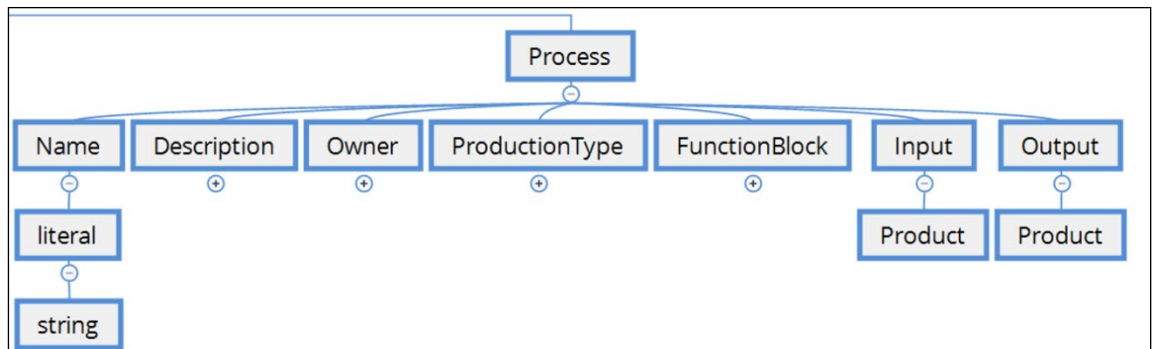 Process
Name Description Owner ProductionType FunctionBlock Input Output
literal Product Product
string